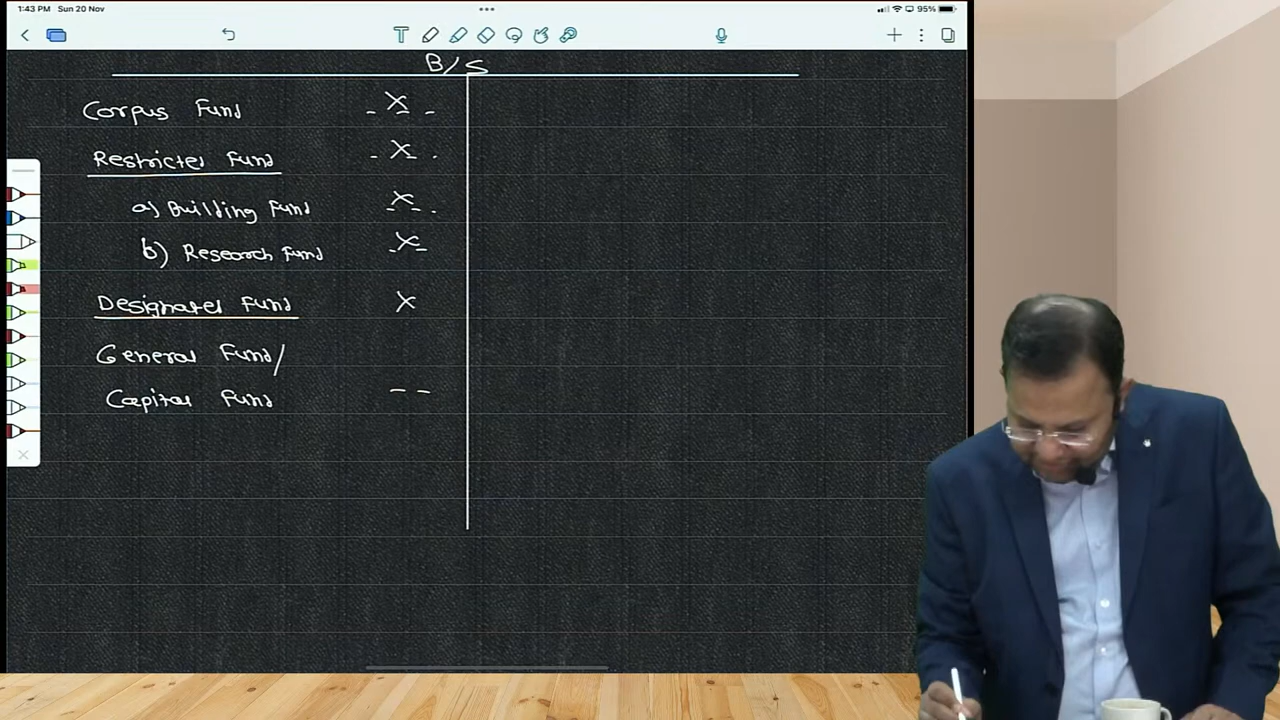 1:43 PM Sun 20 Nov
95%
B/S
Corpus Fund - X -
Restricted Fund - X -
a) Building Fund - X -
b) Research Fund - X -
Designated Fund X
General Fund/
Capital Fund - -